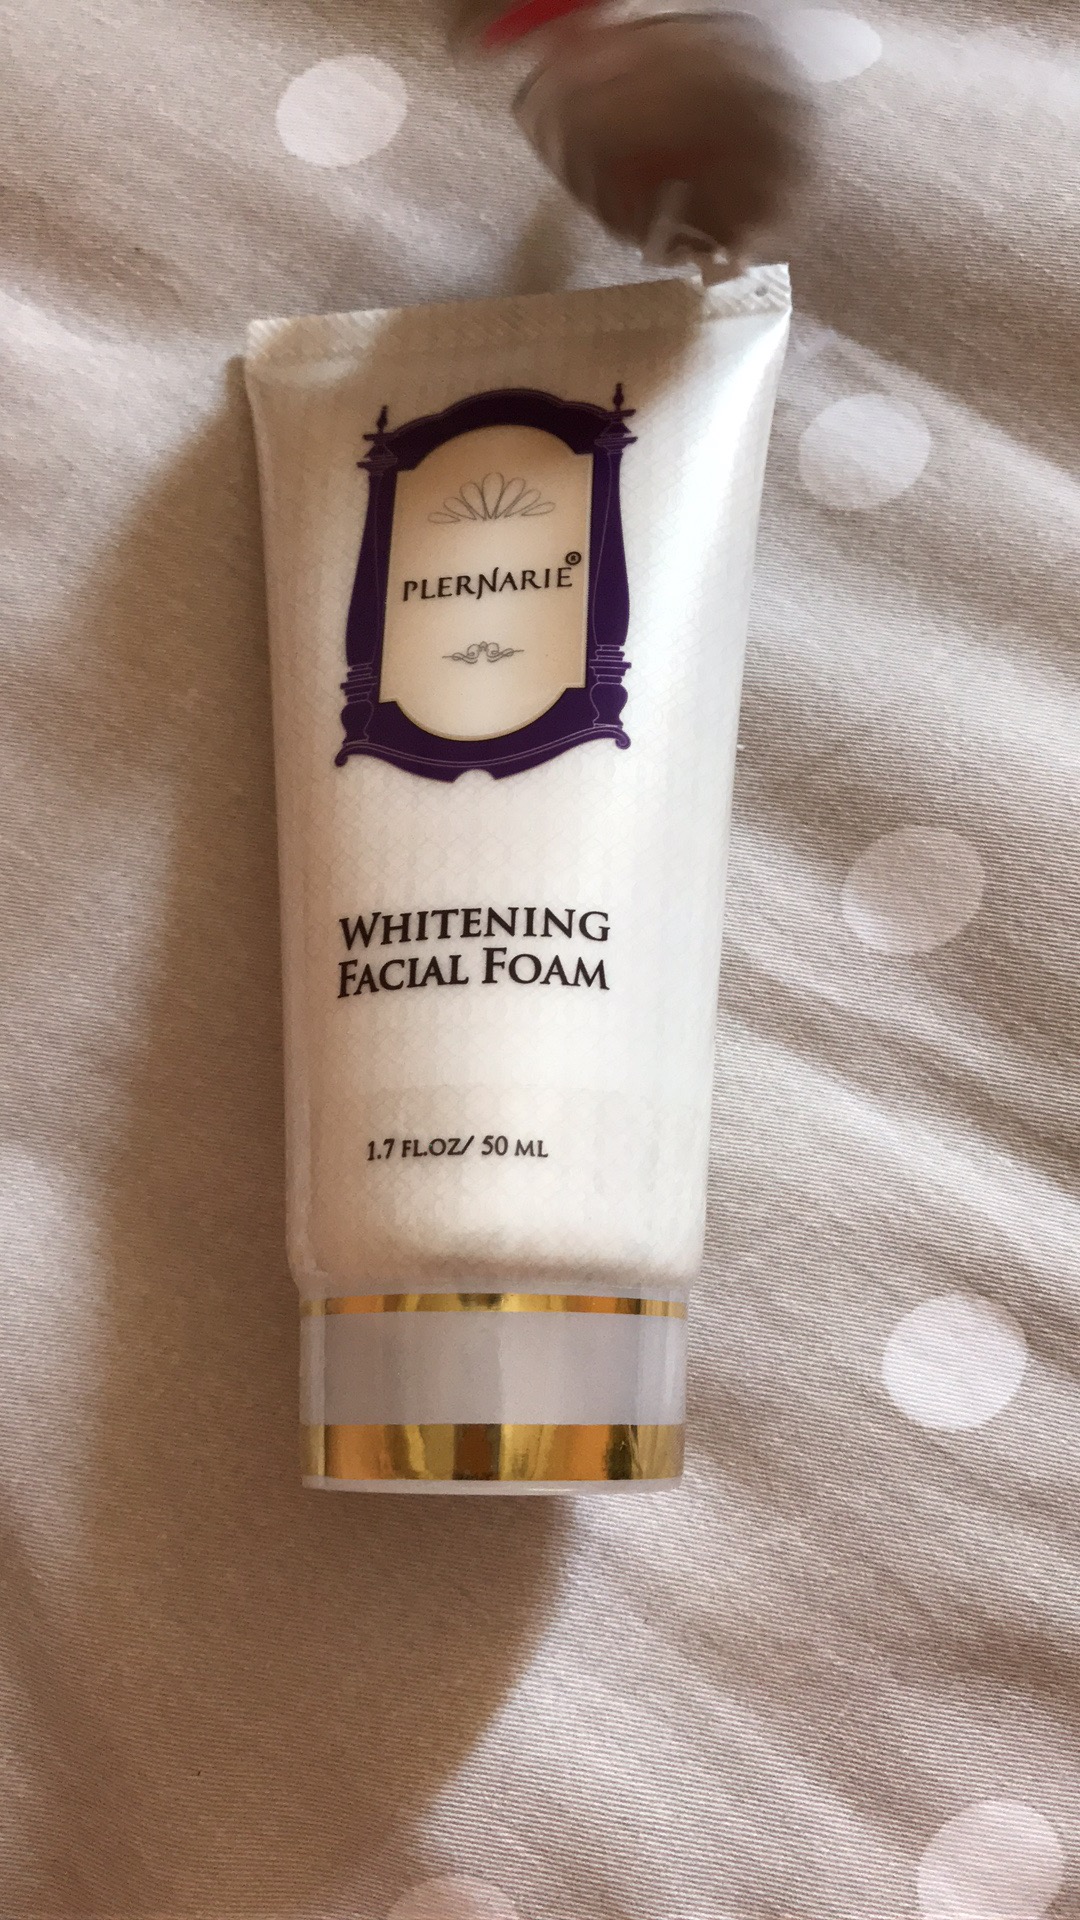 PLERNARIE®
WHITENING
FACIAL FOAM
1.7 FL.OZ/ 50 ML